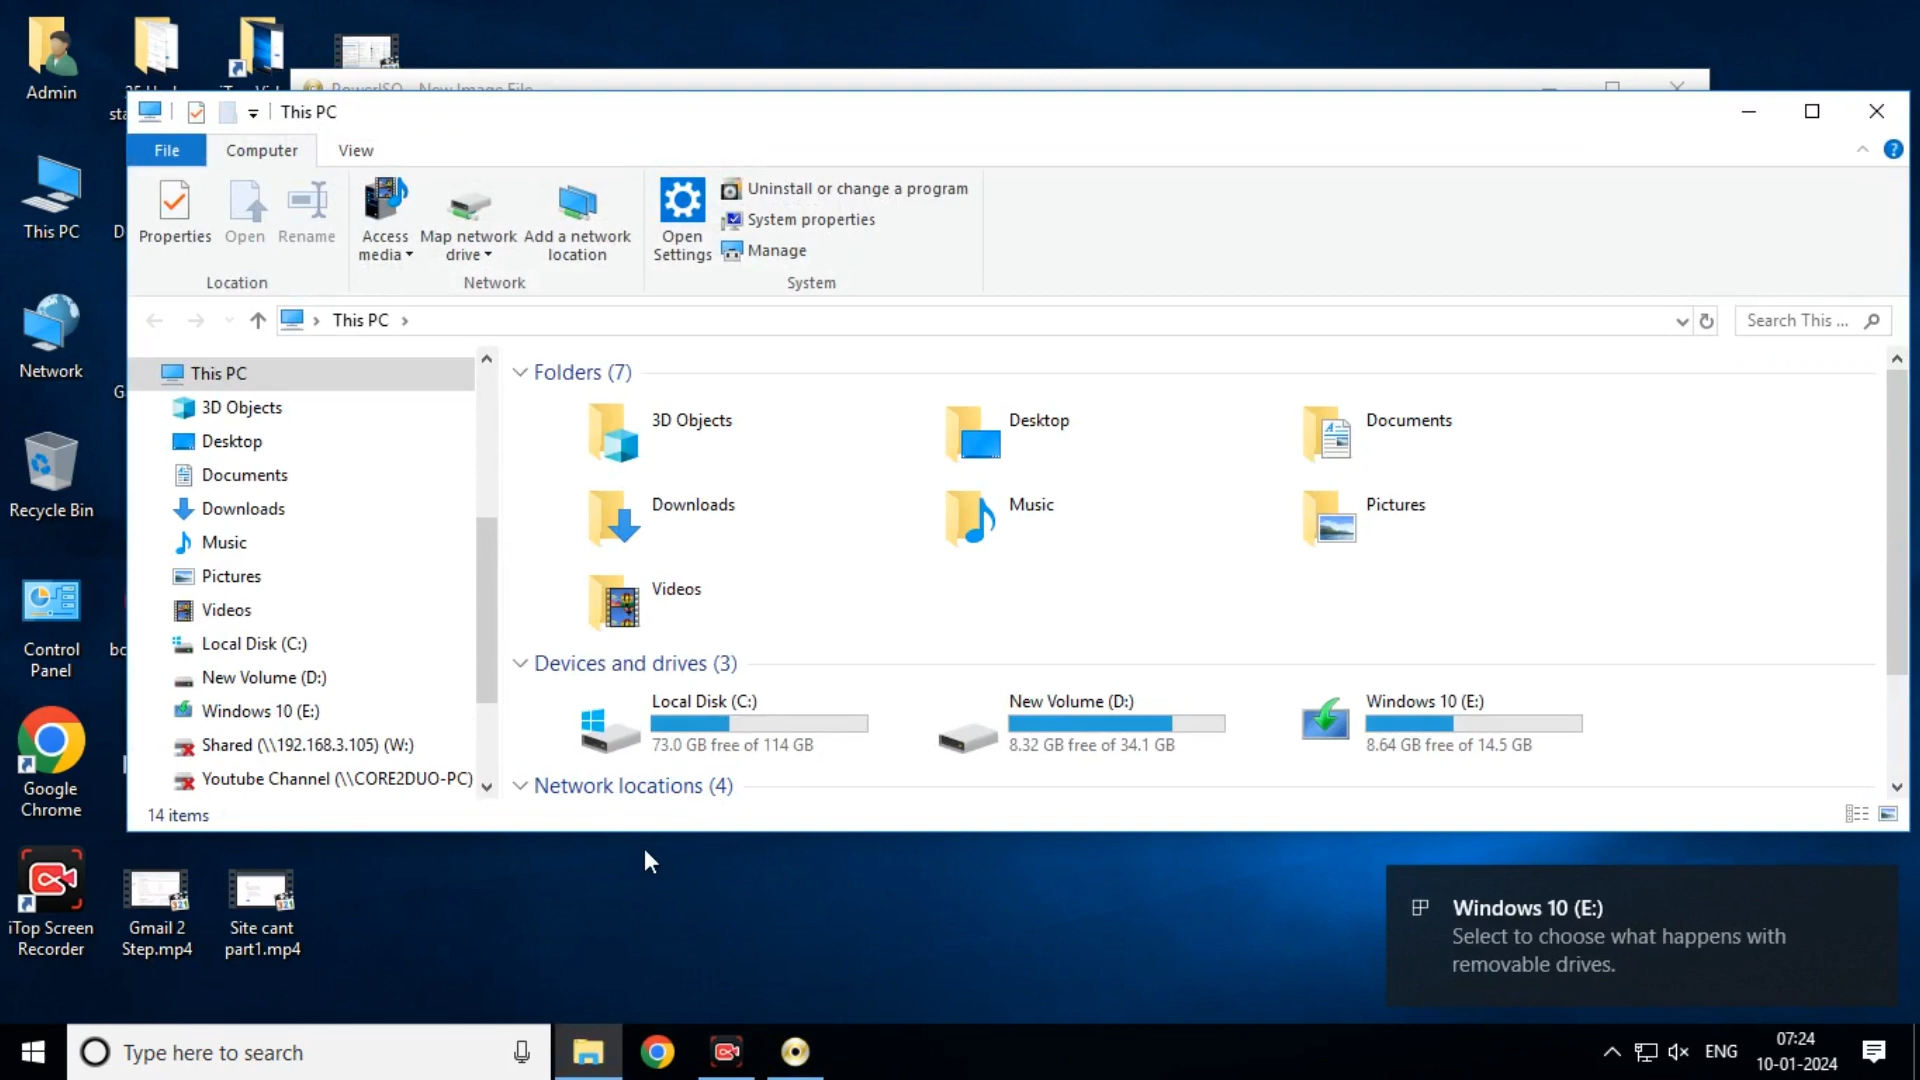 Admin
This PC
Network
Recycle Bin
Control
Panel
Google
Chrome
iTop Screen
Recorder
Gmail 2
Step.mp4
Site cant
part1.mp4
PowerISO - New Image File
This PC
File
Computer
View
Properties
Open
Rename
Location
Access
media
Map network
drive
Add a network
location
Network
Open
Settings
Uninstall or change a program
System properties
Manage
System
This PC
Search This ...
This PC
3D Objects
Desktop
Documents
Downloads
Music
Pictures
Videos
Local Disk (C:)
New Volume (D:)
Windows 10 (E:)
Shared (\\192.168.3.105) (W:)
Youtube Channel (\\CORE2DUO-PC)
Folders (7)
3D Objects
Desktop
Documents
Downloads
Music
Pictures
Videos
Devices and drives (3)
Local Disk (C:)
73.0 GB free of 114 GB
New Volume (D:)
8.32 GB free of 34.1 GB
Windows 10 (E:)
8.64 GB free of 14.5 GB
Network locations (4)
14 items
Windows 10 (E:)
Select to choose what happens with
removable drives.
Type here to search
ENG
07:24
10-01-2024